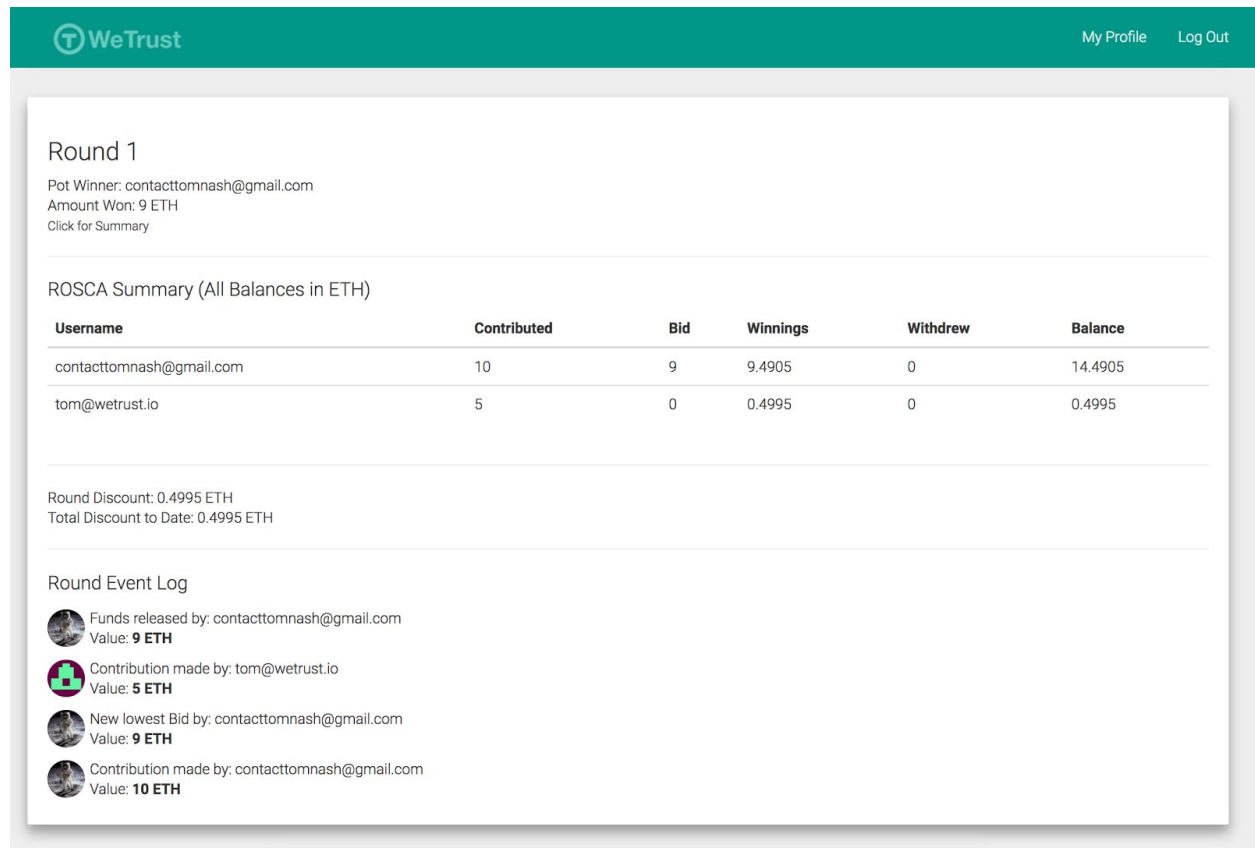 WeTrust
My Profile Log Out
Round 1
Pot Winner: contacttomnash@gmail.com
Amount Won: 9 ETH
Click for Summary
ROSCA Summary (All Balances in ETH)
Username Contributed Bid Winnings Withdrew Balance
contacttomnash@gmail.com 10 9 9.4905 0 14.4905
tom@wetrust.io 5 0 0.4995 0 0.4995
Round Discount: 0.4995 ETH
Total Discount to Date: 0.4995 ETH
Round Event Log
Funds released by: contacttomnash@gmail.com
Value: 9 ETH
Contribution made by: tom@wetrust.io
Value: 5 ETH
New lowest Bid by: contacttomnash@gmail.com
Value: 9 ETH
Contribution made by: contacttomnash@gmail.com
Value: 10 ETH